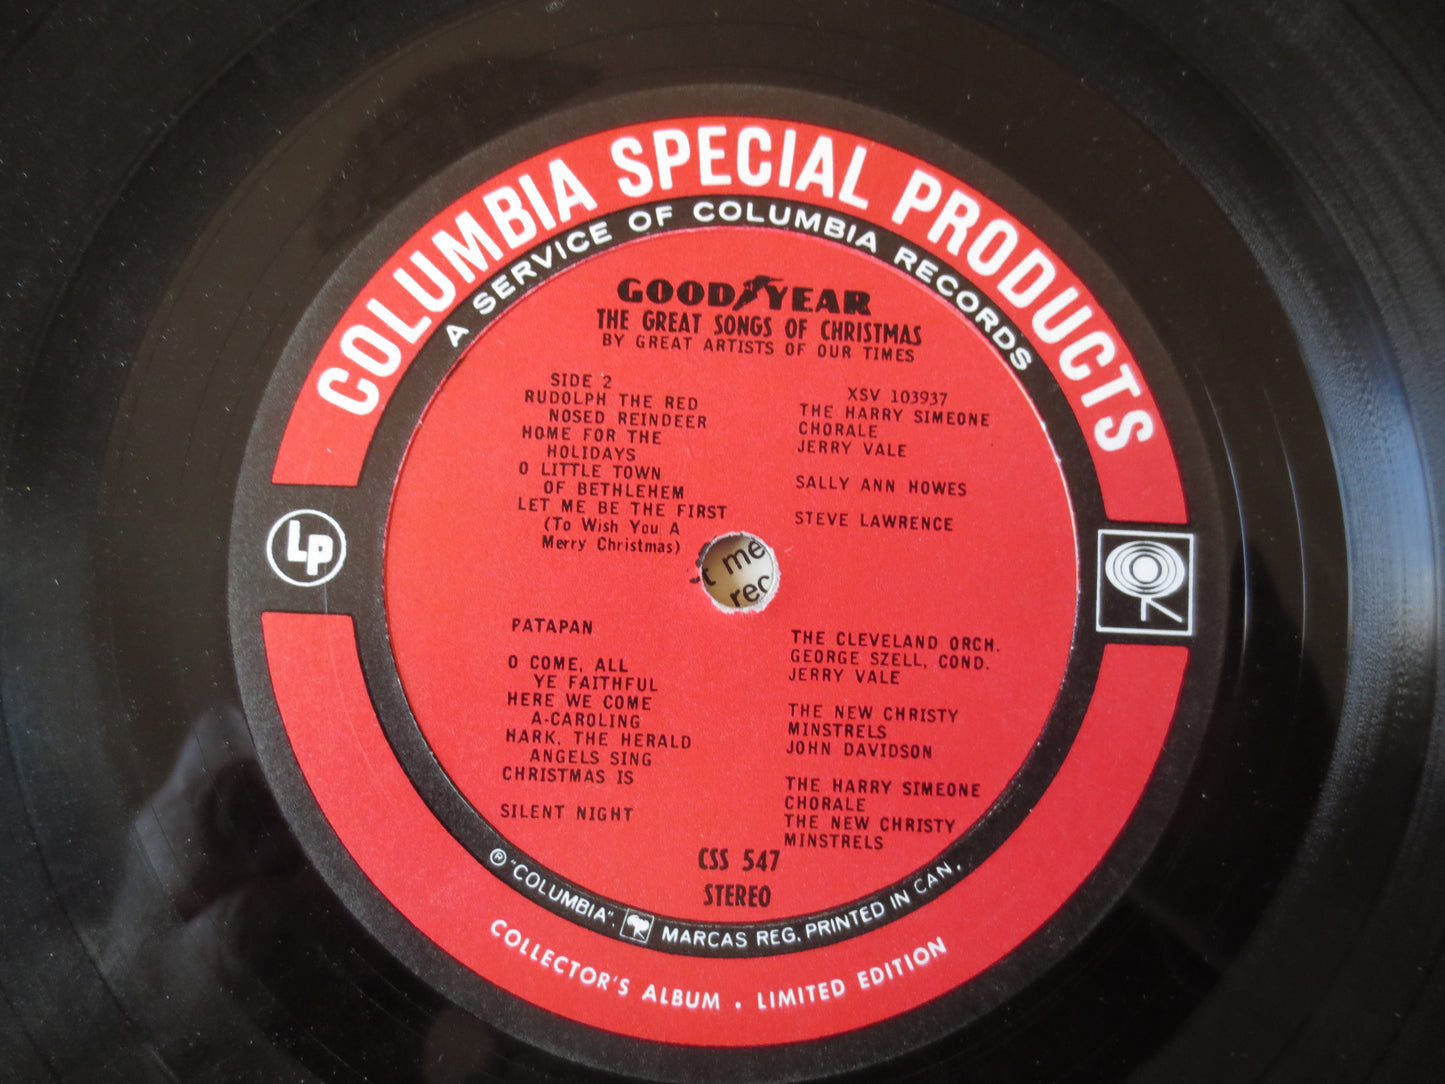 COLUMBIA SPECIAL PRODUCTS
A SERVICE OF COLUMBIA RECORDS
GOODYEAR
THE GREAT SONGS OF CHRISTMAS
BY GREAT ARTISTS OF OUR TIMES
SIDE 2
XSV 103937
RUDOLPH THE RED
NOSED REINDEER
THE HARRY SIMEONE
CHORALE
HOME FOR THE
HOLIDAYS
JERRY VALE
O LITTLE TOWN
OF BETHLEHEM
SALLY ANN HOWES
LET ME BE THE FIRST
(To Wish You A
Merry Christmas)
STEVE LAWRENCE
t me
rec
PATAPAN
THE CLEVELAND ORCH.
GEORGE SZELL, COND.
O COME, ALL
YE FAITHFUL
JERRY VALE
HERE WE COME
A-CAROLING
THE NEW CHRISTY
MINSTRELS
HARK, THE HERALD
ANGELS SING
JOHN DAVIDSON
CHRISTMAS IS
THE HARRY SIMEONE
CHORALE
SILENT NIGHT
THE NEW CHRISTY
MINSTRELS
LP
CSS 547
STEREO
Ⓟ "COLUMBIA", MARCAS REG. PRINTED IN CAN.
COLLECTOR'S ALBUM . LIMITED EDITION